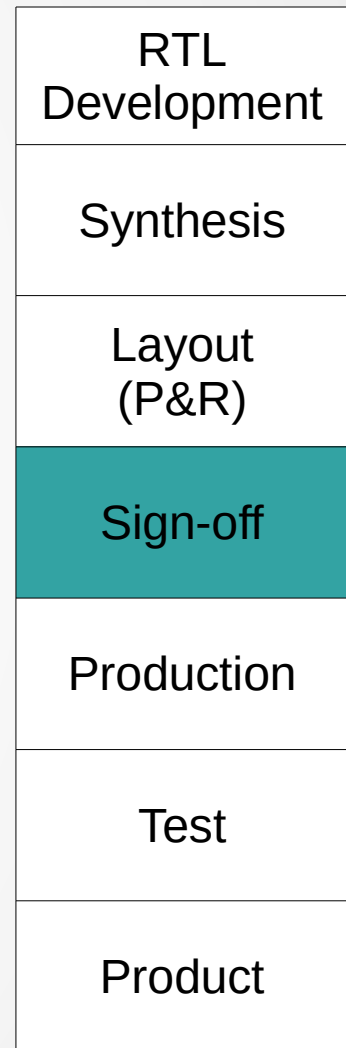 RTL
Development
Synthesis
Layout
(P&R)
Sign-off
Production
Test
Product